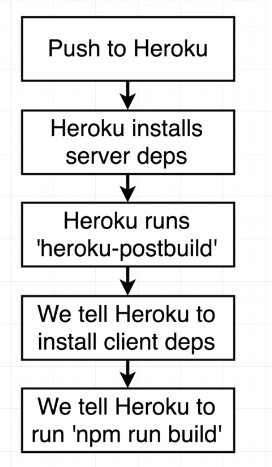 Push to Heroku
Heroku installs
server deps
Heroku runs
'heroku-postbuild'
We tell Heroku to
install client deps
We tell Heroku to
run 'npm run build'